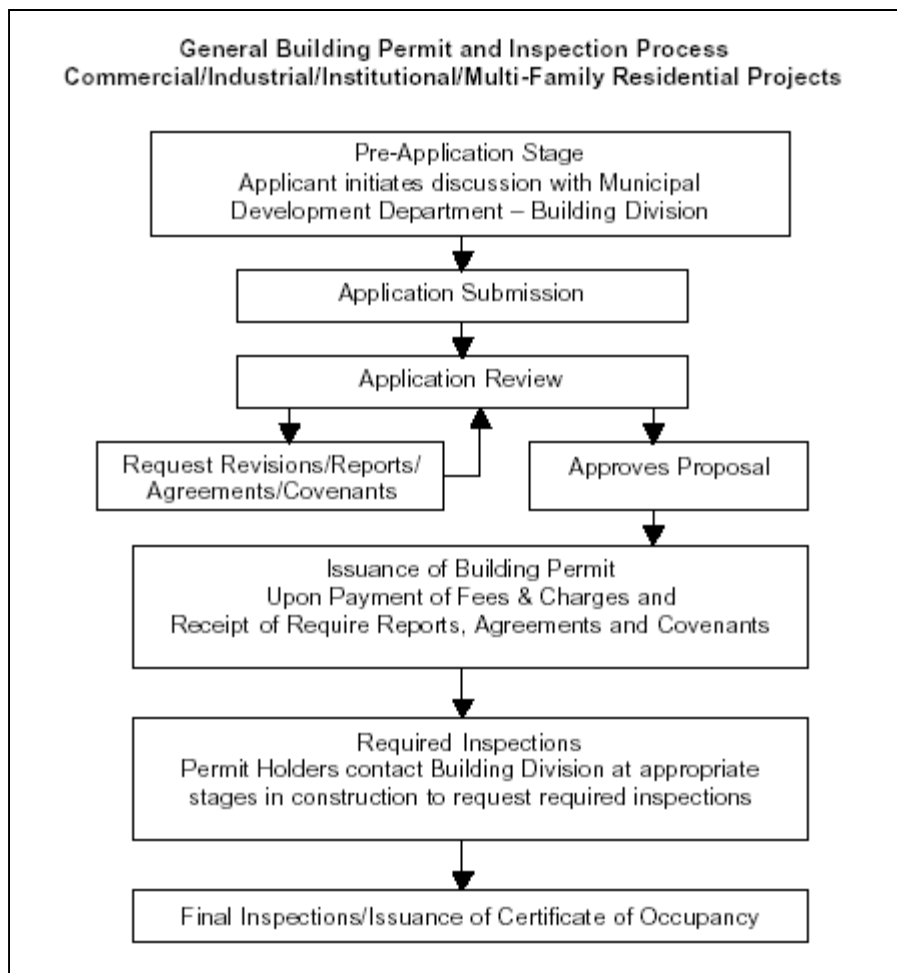 General Building Permit and Inspection Process
Commercial/Industrial/Institutional/Multi-Family Residential Projects
Pre-Application Stage
Applicant initiates discussion with Municipal
Development Department – Building Division
Application Submission
Application Review
Request Revisions/Reports/
Agreements/Covenants
Approves Proposal
Issuance of Building Permit
Upon Payment of Fees & Charges and
Receipt of Require Reports, Agreements and Covenants
Required Inspections
Permit Holders contact Building Division at appropriate
stages in construction to request required inspections
Final Inspections/Issuance of Certificate of Occupancy